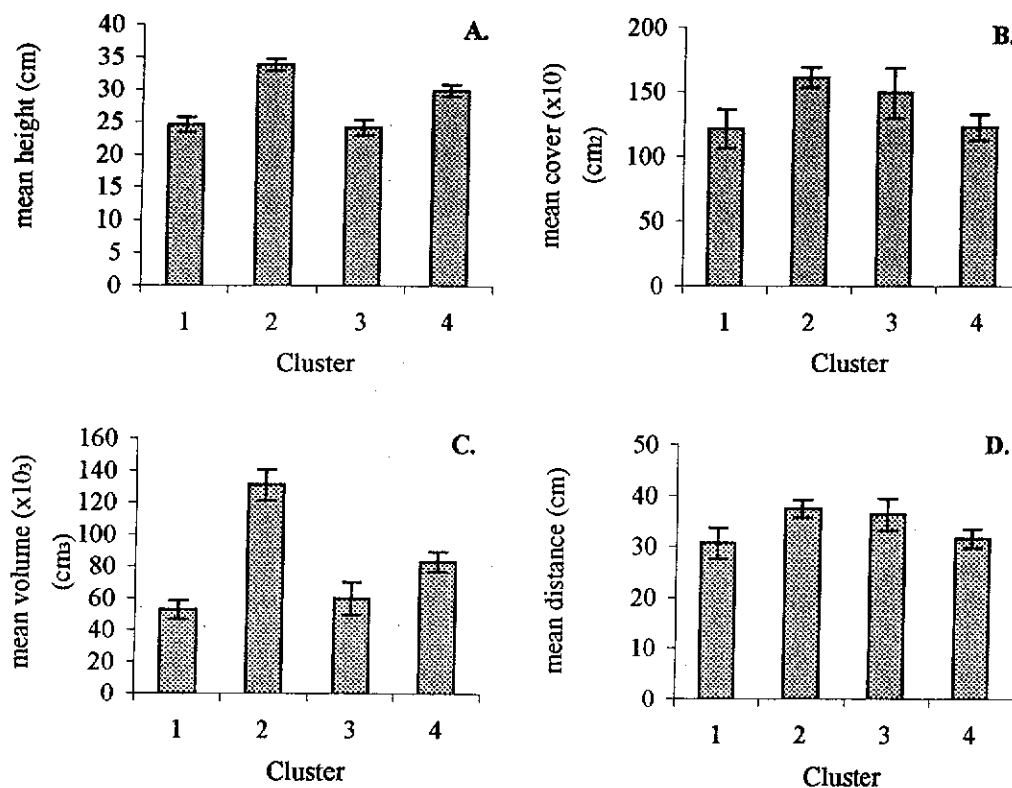 A.
mean height (cm)
40
35
30
25
20
15
10
5
0
1 2 3 4
Cluster
B.
mean cover (x10)
(cm2)
200
150
100
50
0
1 2 3 4
Cluster
C.
mean volume (x103)
(cm3)
160
140
120
100
80
60
40
20
0
1 2 3 4
Cluster
D.
mean distance (cm)
50
40
30
20
10
0
1 2 3 4
Cluster